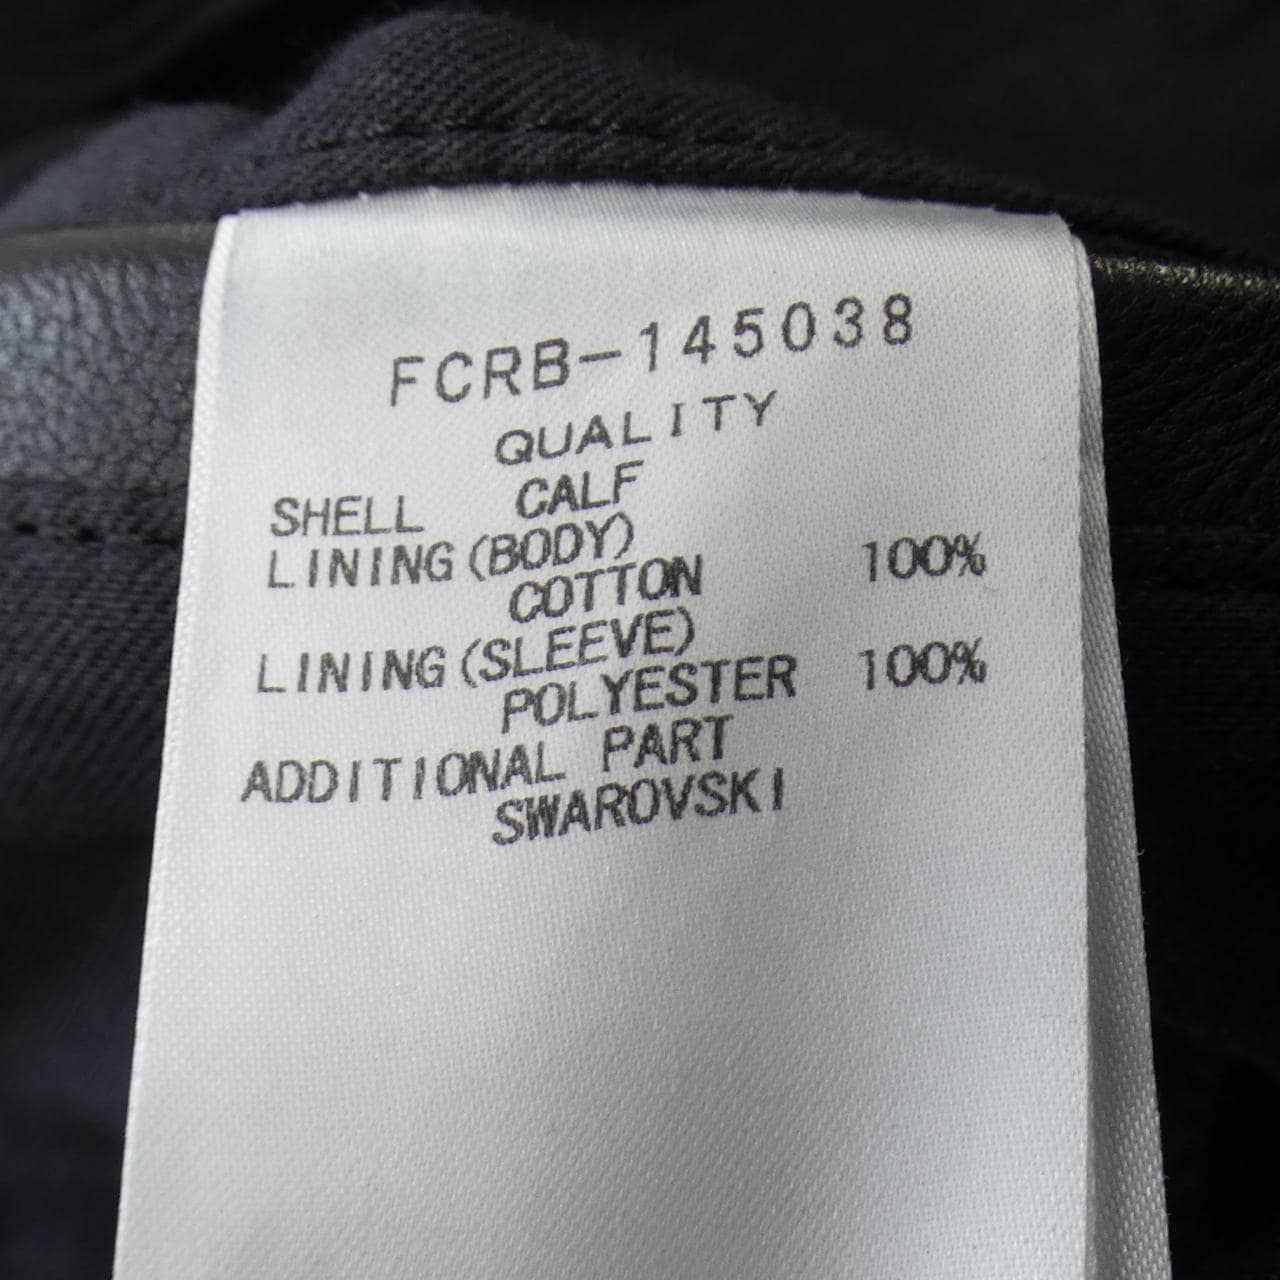 FCRB-145038
QUALITY
SHELL CALF
LINING(BODY)
COTTON 100%
LINING(SLEEVE)
POLYESTER 100%
ADDITIONAL PART
SWAROVSKI